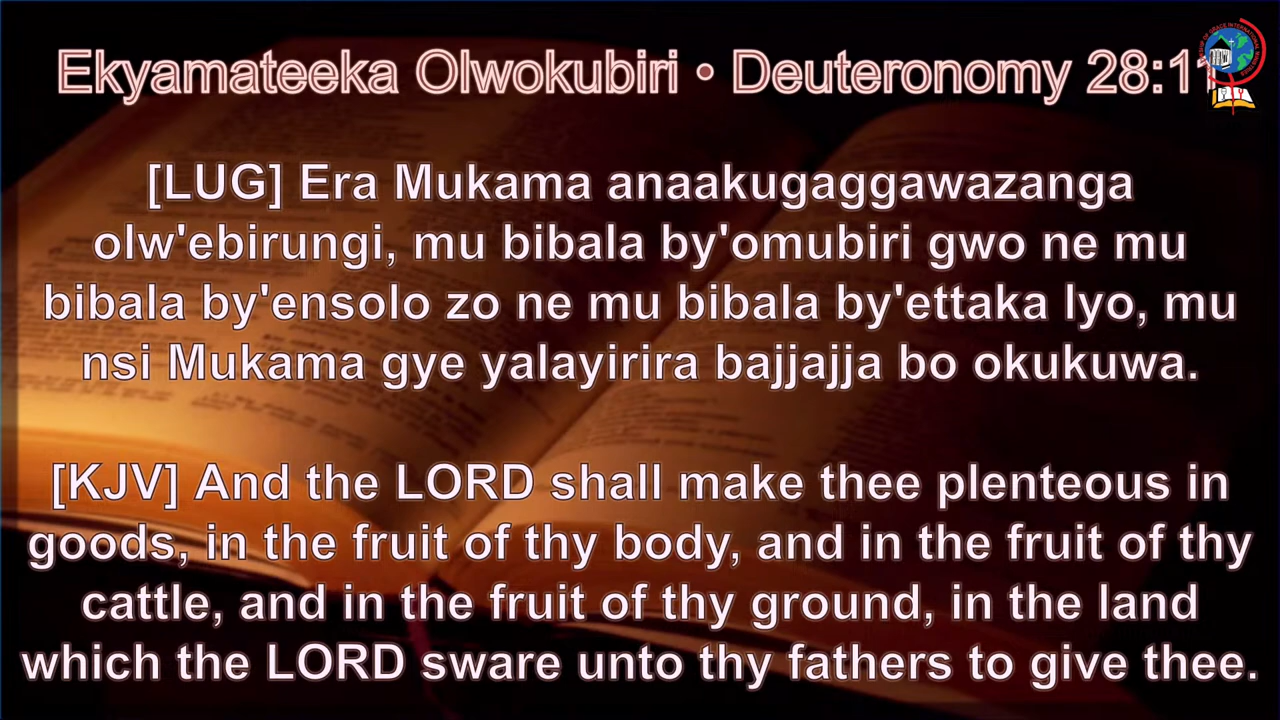 Ekyamateeka Olwokubiri • Deuteronomy 28:11
[LUG] Era Mukama anaakugaggawazanga
olw'ebirungi, mu bibala by'omubiri gwo ne mu
bibala by'ensolo zo ne mu bibala by'ettaka lyo, mu
nsi Mukama gye yalayirira bajjajja bo okukuwa.
[KJV] And the LORD shall make thee plenteous in
goods, in the fruit of thy body, and in the fruit of thy
cattle, and in the fruit of thy ground, in the land
which the LORD sware unto thy fathers to give thee.